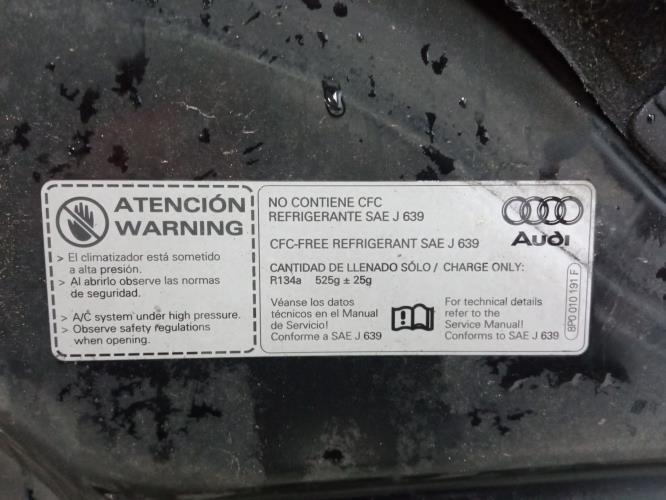 ATENCIÓN
WARNING
> El climatizador está sometido
a alta presión.
> Al abrirlo observe las normas
de seguridad.
> A/C system under high pressure.
> Observe safety regulations
when opening.
NO CONTIENE CFC
REFRIGERANTE SAE J 639
CFC-FREE REFRIGERANT SAE J 639
CANTIDAD DE LLENADO SÓLO / CHARGE ONLY:
R134a 525g ± 25g
Véanse los datos
técnicos en el Manual
de Servicio!
Conforme a SAE J 639
For technical details
refer to the
Service Manual!
Conforms to SAE J 639
Audi
8P0 010 191 F